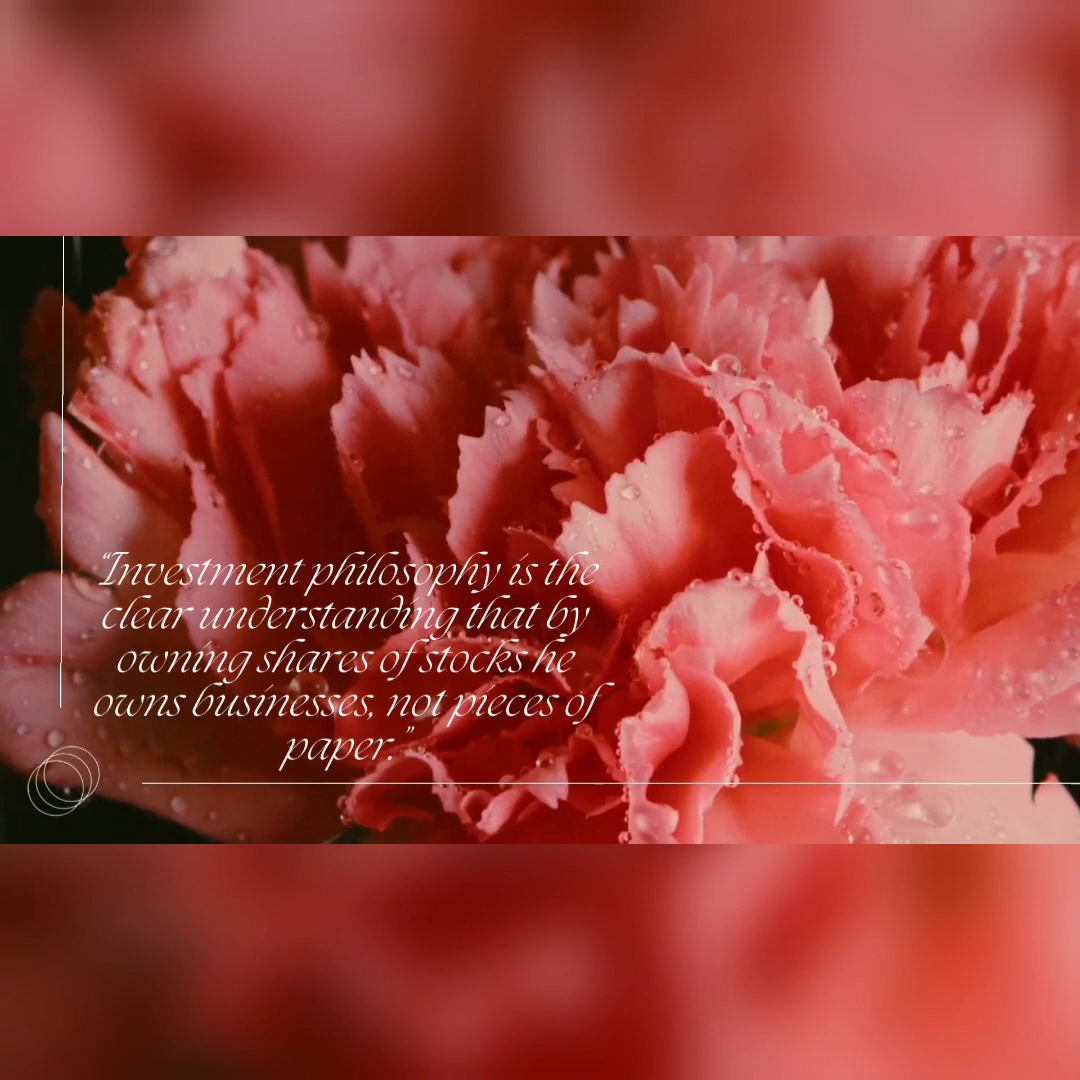 “Investment philosophy is the
clear understanding that by
owning shares of stocks he
owns businesses, not pieces of
paper.”